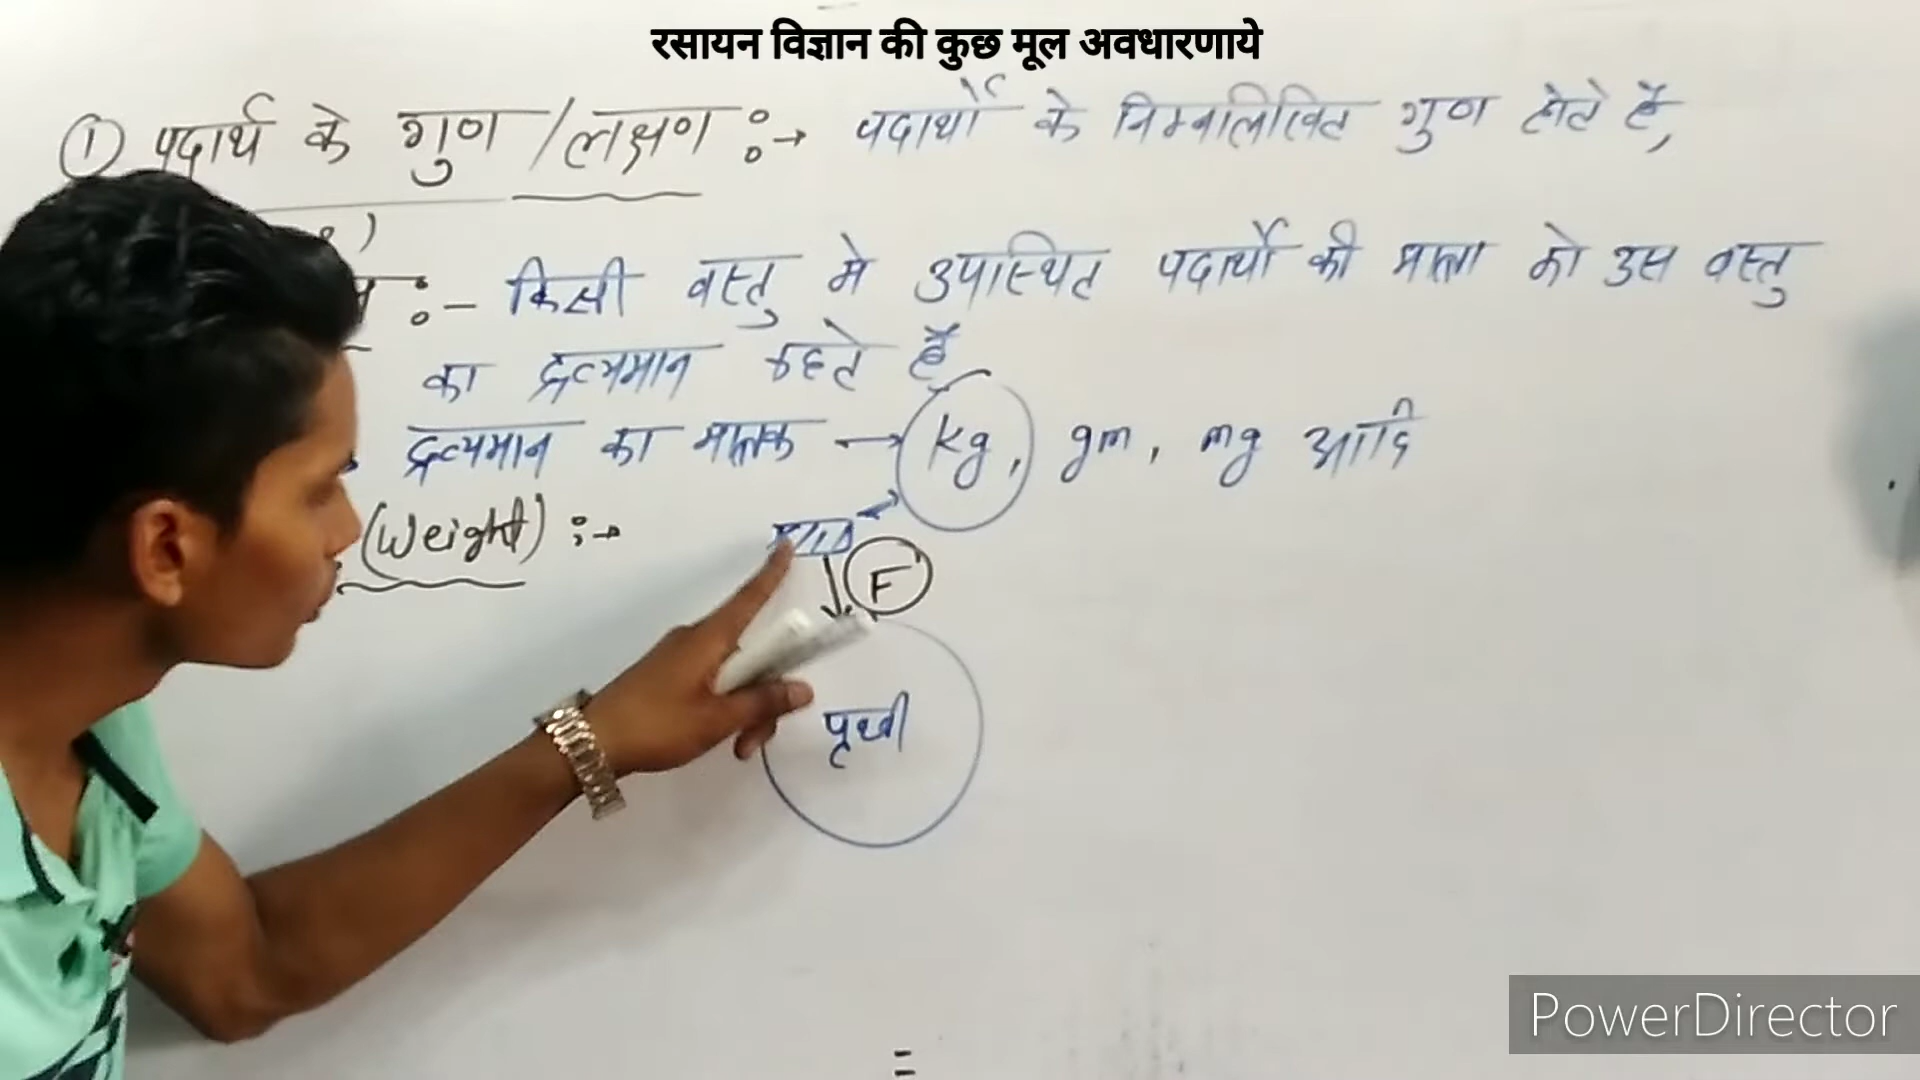 रसायन विज्ञान की कुछ मूल अवधारणाये
① पदार्थ के गुण / लक्षण :→ पदार्थो के निम्नलिखित गुण होते है,
:- किसी वस्तु मे उपस्थित पदार्थो की मात्रा को उस वस्तु
का द्रव्यमान कहते है
द्रव्यमान का मात्रक → kg, gm, mg आदि
(Weight) :→
F
पृथ्वी
=
PowerDirector